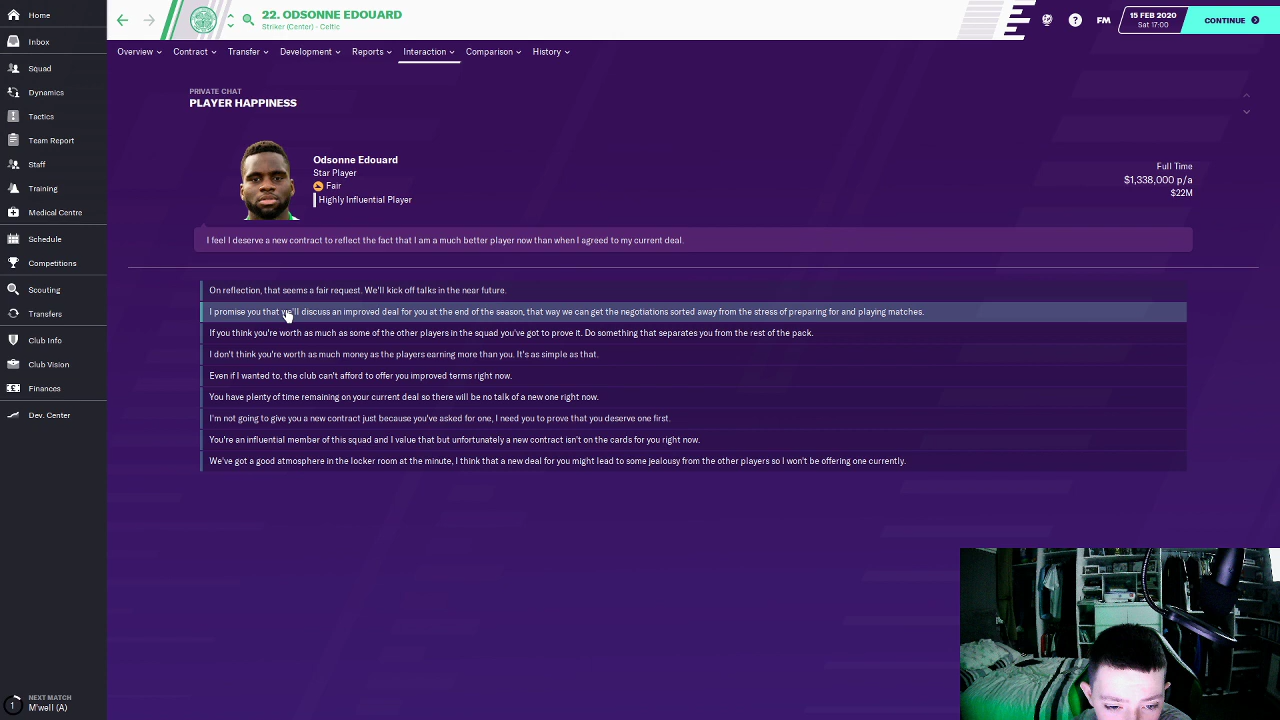 22. ODSONNE EDOUARD
Striker (Center) - Celtic
FM
15 FEB 2020
Sat 17:00
CONTINUE
Overview
Contract
Transfer
Development
Reports
Interaction
Comparison
History
Inbox
Squad
Dynamics
Tactics
Team Report
Staff
Training
Medical Centre
Schedule
Competitions
Scouting
Transfers
Club Info
Club Vision
Finances
Dev. Center
1
NEXT MATCH
M'well (A)
PRIVATE CHAT
PLAYER HAPPINESS
Odsonne Edouard
Star Player
Fair
Highly Influential Player
Full Time
$1,338,000 p/a
$22M
I feel I deserve a new contract to reflect the fact that I am a much better player now than when I agreed to my current deal.
On reflection, that seems a fair request. We'll kick off talks in the near future.
I promise you that we'll discuss an improved deal for you at the end of the season, that way we can get the negotiations sorted away from the stress of preparing for and playing matches.
If you think you're worth as much as some of the other players in the squad you've got to prove it. Do something that separates you from the rest of the pack.
I don't think you're worth as much money as the players earning more than you. It's as simple as that.
Even if I wanted to, the club can't afford to offer you improved terms right now.
You have plenty of time remaining on your current deal so there will be no talk of a new one right now.
I'm not going to give you a new contract just because you've asked for one, I need you to prove that you deserve one first.
You're an influential member of this squad and I value that but unfortunately a new contract isn't on the cards for you right now.
We've got a good atmosphere in the locker room at the minute, I think that a new deal for you might lead to some jealousy from the other players so I won't be offering one currently.